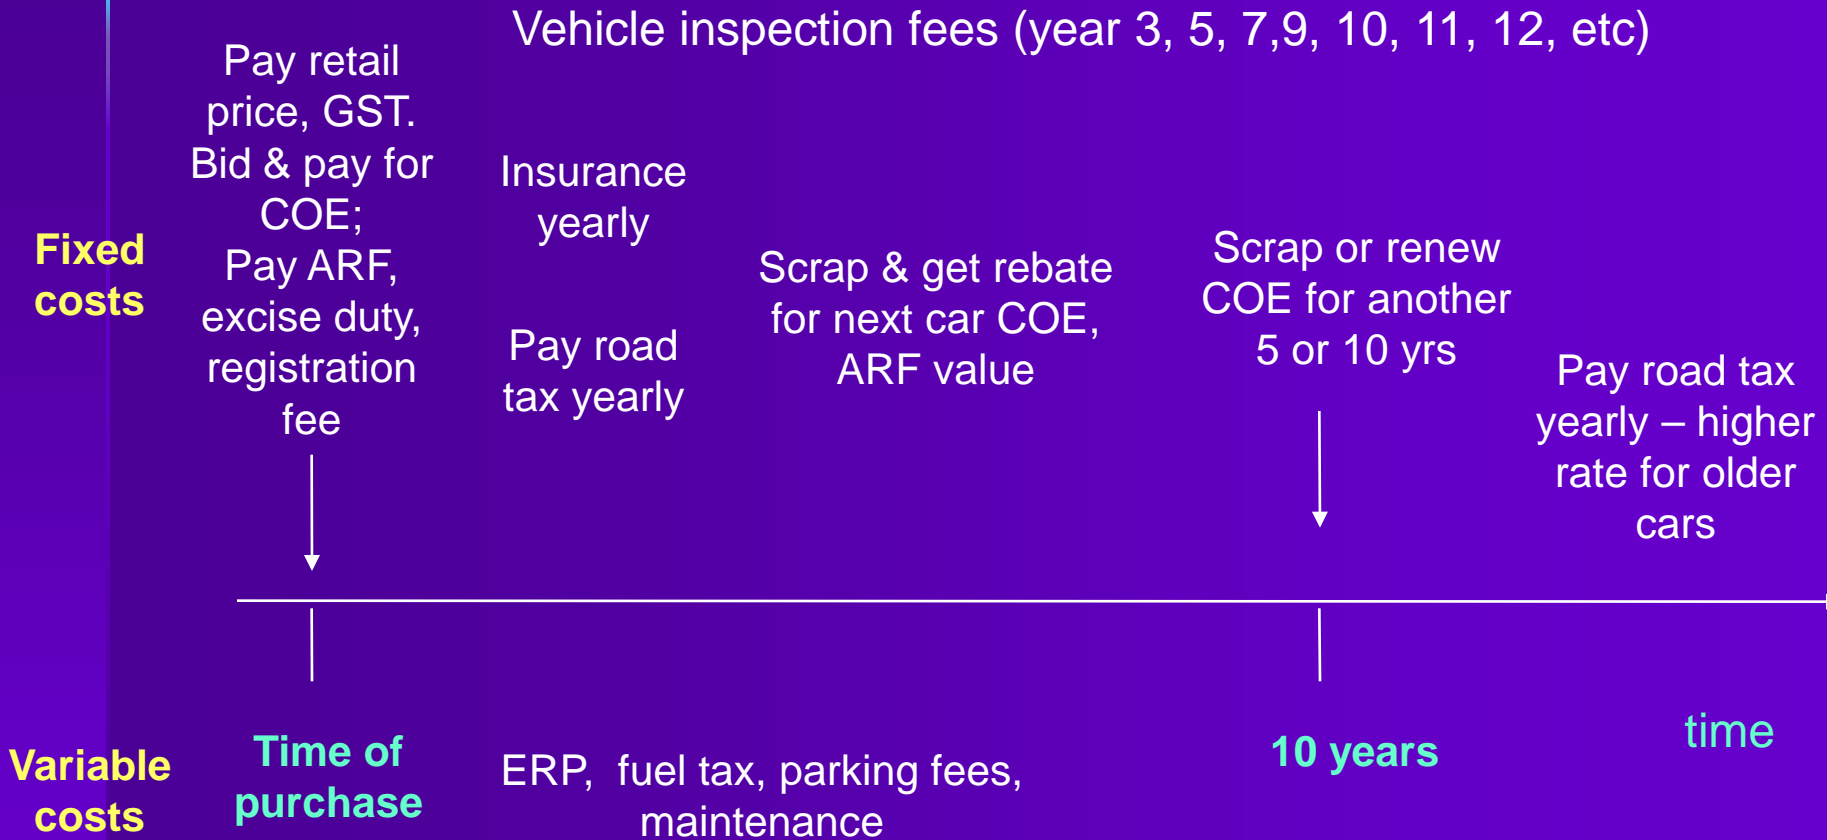 Vehicle inspection fees (year 3, 5, 7,9, 10, 11, 12, etc)
Fixed
costs
Pay retail
price, GST.
Bid & pay for
COE;
Pay ARF,
excise duty,
registration
fee
Insurance
yearly
Pay road
tax yearly
Scrap & get rebate
for next car COE,
ARF value
Scrap or renew
COE for another
5 or 10 yrs
Pay road tax
yearly – higher
rate for older
cars
Variable
costs
Time of
purchase
ERP, fuel tax, parking fees,
maintenance
10 years
time